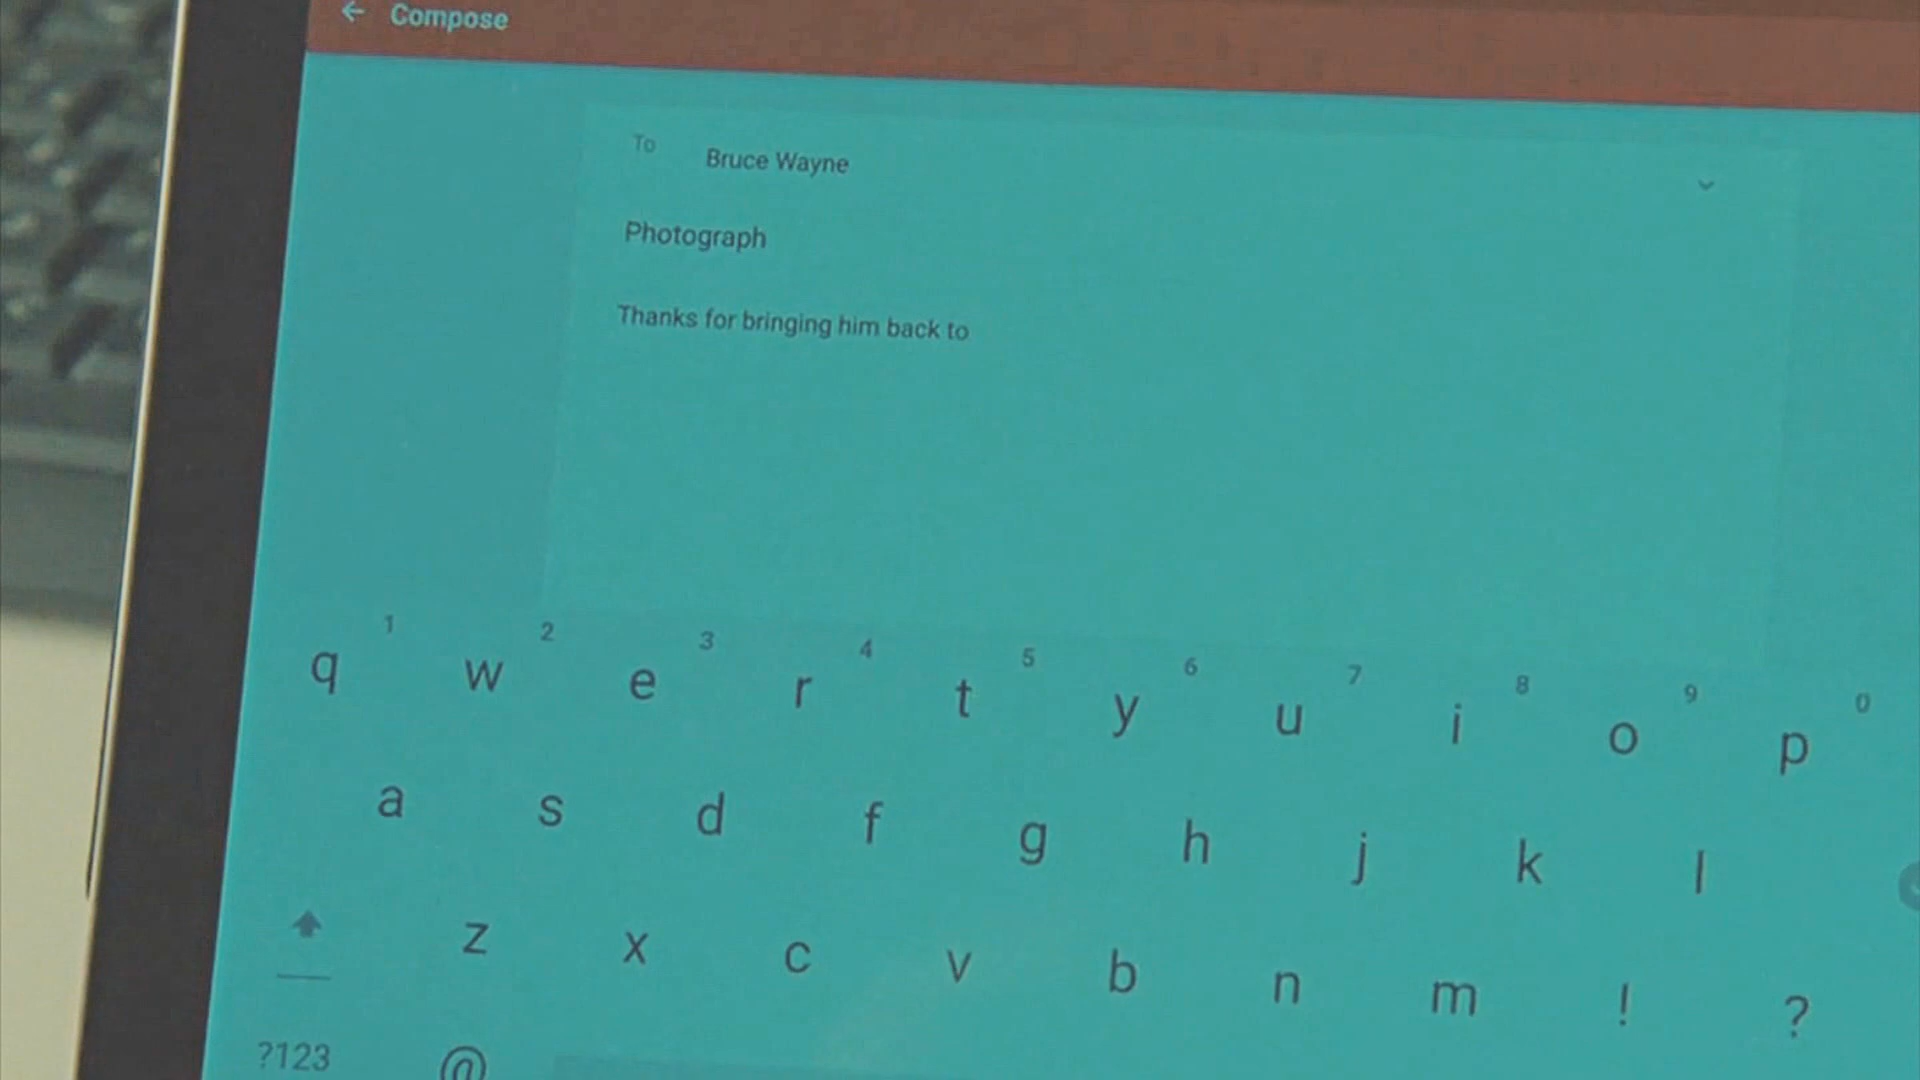 Compose
To Bruce Wayne
Photograph
Thanks for bringing him back to
1 2 3 4 5 6 7 8 9 0
q w e r t y u i o p
a s d f g h j k l
z x c v b n m ! ?
?123 @